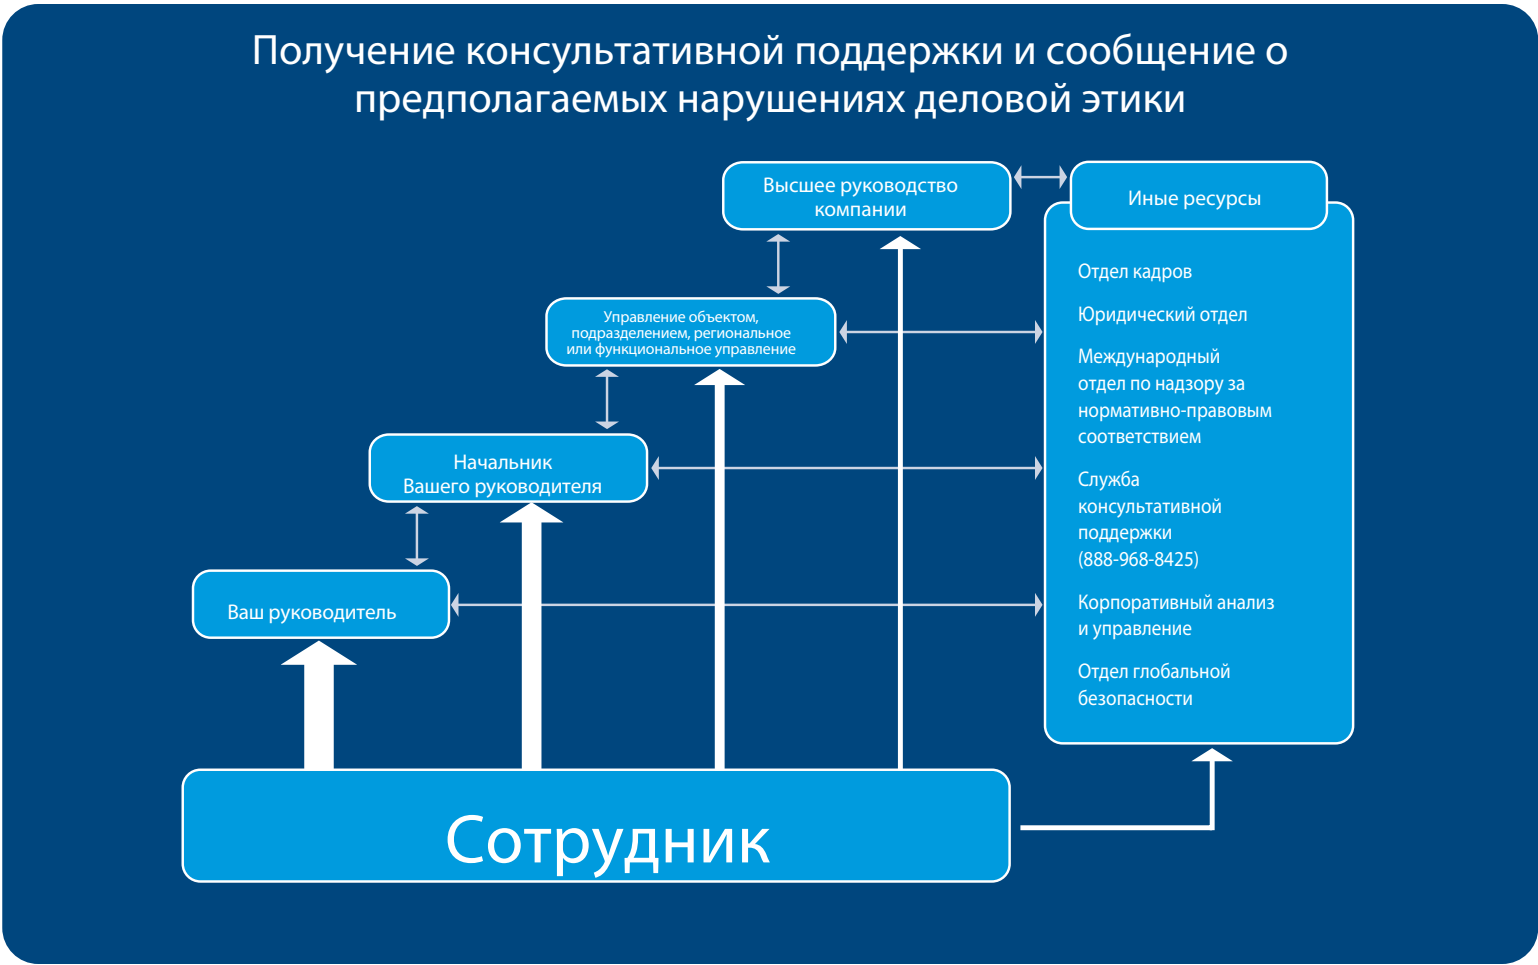 Получение консультативной поддержки и сообщение о
предполагаемых нарушениях деловой этики
Высшее руководство
компании
Иные ресурсы
Отдел кадров
Юридический отдел
Международный
отдел по надзору за
нормативно-правовым
соответствием
Служба
консультативной
поддержки
(888-968-8425)
Корпоративный анализ
и управление
Отдел глобальной
безопасности
Управление объектом,
подразделением, региональное
или функциональное управление
Начальник
Вашего руководителя
Ваш руководитель
Сотрудник